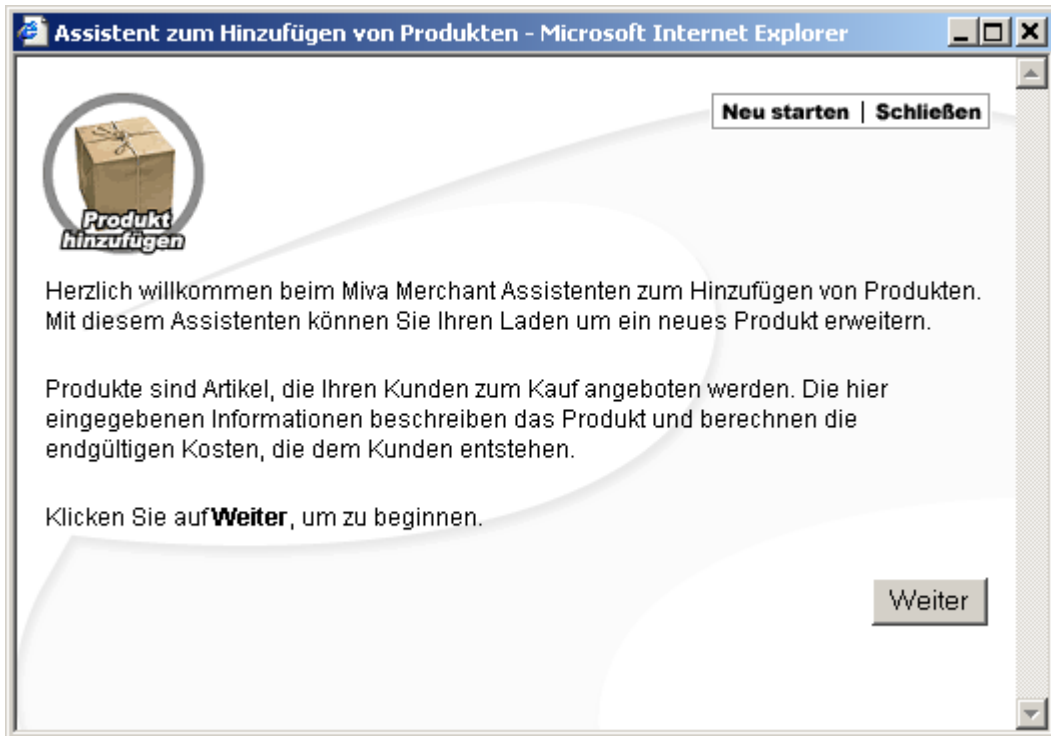 Assistent zum Hinzufügen von Produkten - Microsoft Internet Explorer
Neu starten | Schließen
Produkt
hinzufügen
Herzlich willkommen beim Miva Merchant Assistenten zum Hinzufügen von Produkten.
Mit diesem Assistenten können Sie Ihren Laden um ein neues Produkt erweitern.
Produkte sind Artikel, die Ihren Kunden zum Kauf angeboten werden. Die hier
eingegebenen Informationen beschreiben das Produkt und berechnen die
endgültigen Kosten, die dem Kunden entstehen.
Klicken Sie auf Weiter, um zu beginnen.
Weiter